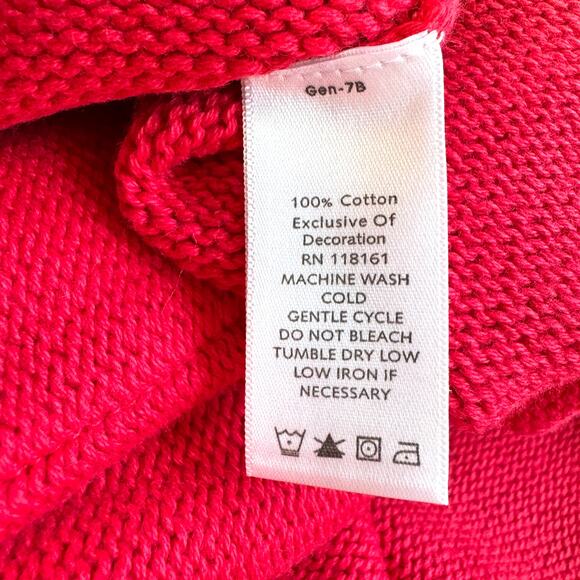 Gen-7B
100% Cotton
Exclusive Of
Decoration
RN 118161
MACHINE WASH
COLD
GENTLE CYCLE
DO NOT BLEACH
TUMBLE DRY LOW
LOW IRON iF
NECESSARY